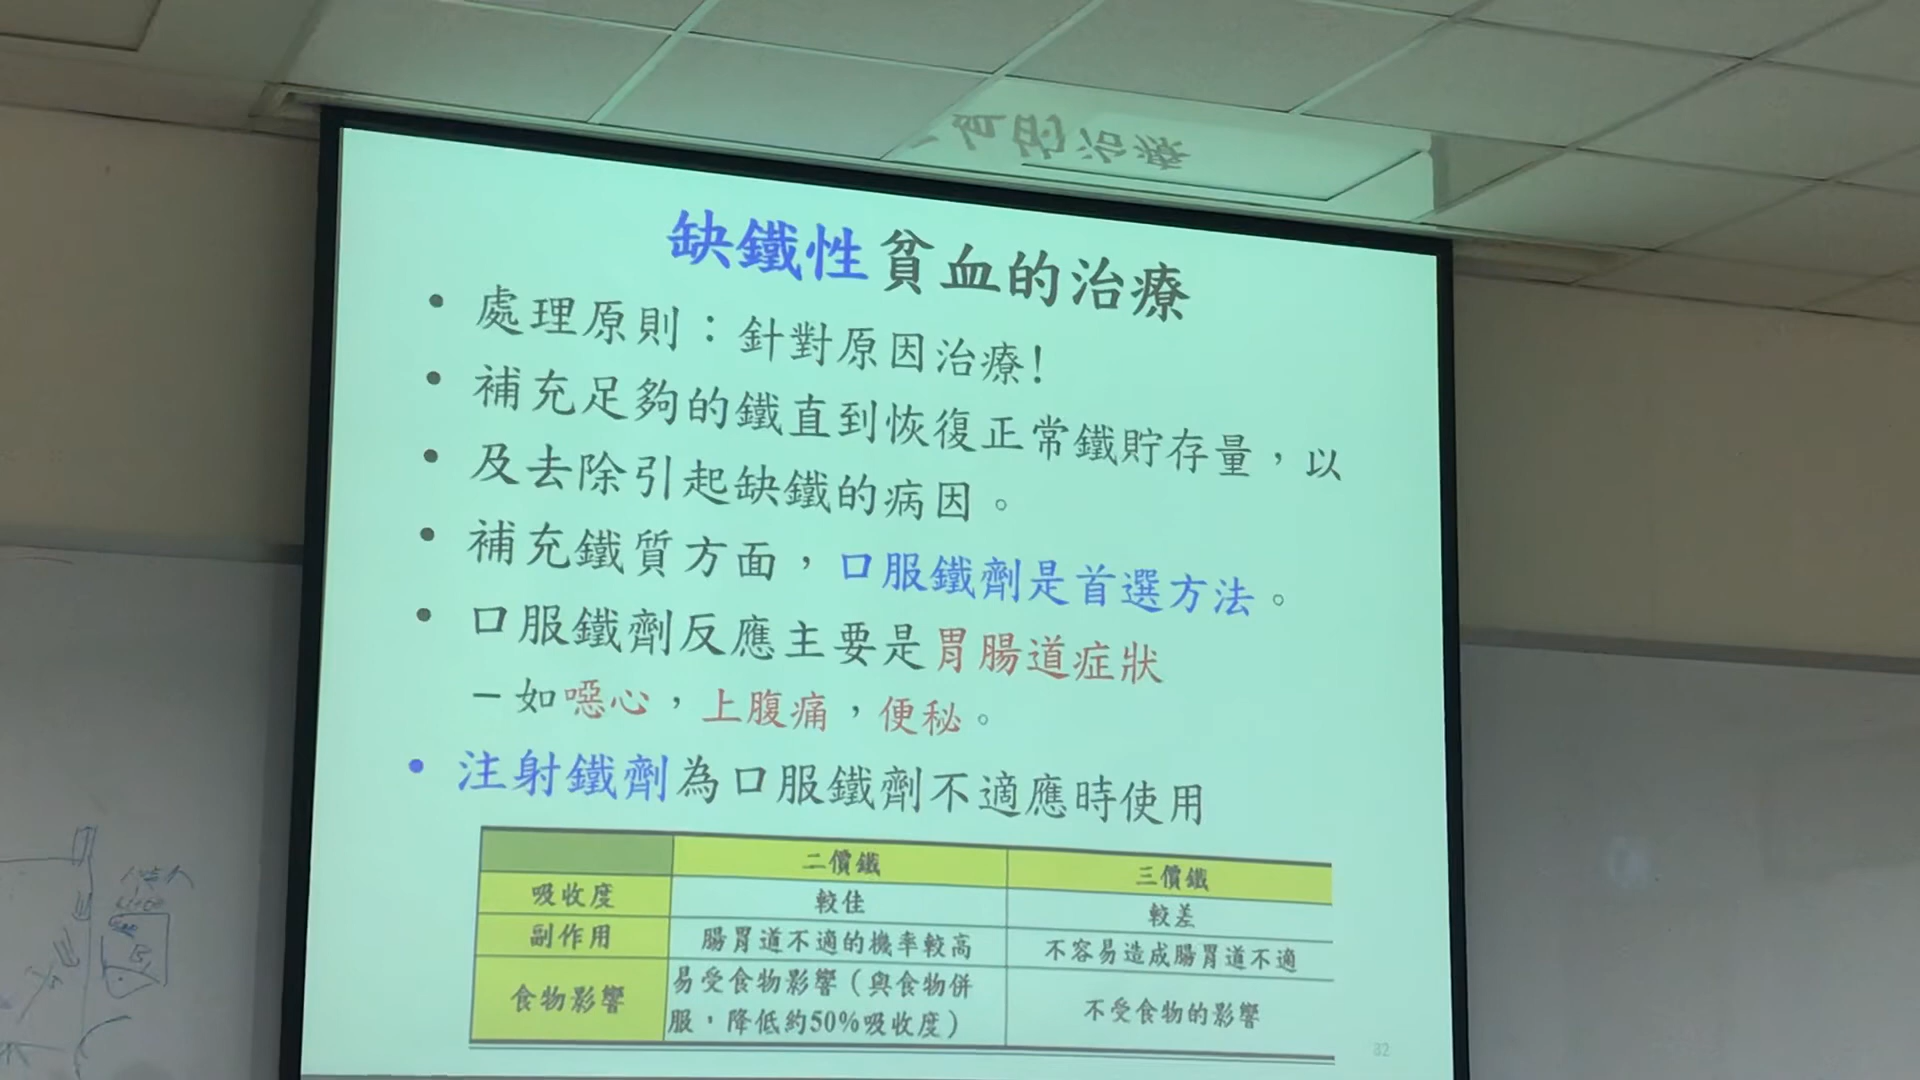 缺鐵性貧血的治療
• 處理原則：針對原因治療!
• 補充足夠的鐵直到恢復正常鐵貯存量，以
• 及去除引起缺鐵的病因。
• 補充鐵質方面，口服鐵劑是首選方法。
• 口服鐵劑反應主要是胃腸道症狀
－如噁心，上腹痛，便秘。
• 注射鐵劑為口服鐵劑不適應時使用
二價鐵 三價鐵
吸收度 較佳 較差
副作用 腸胃道不適的機率較高 不容易造成腸胃道不適
食物影響 易受食物影響（與食物併 不受食物的影響
服，降低約50%吸收度）
32
的治療